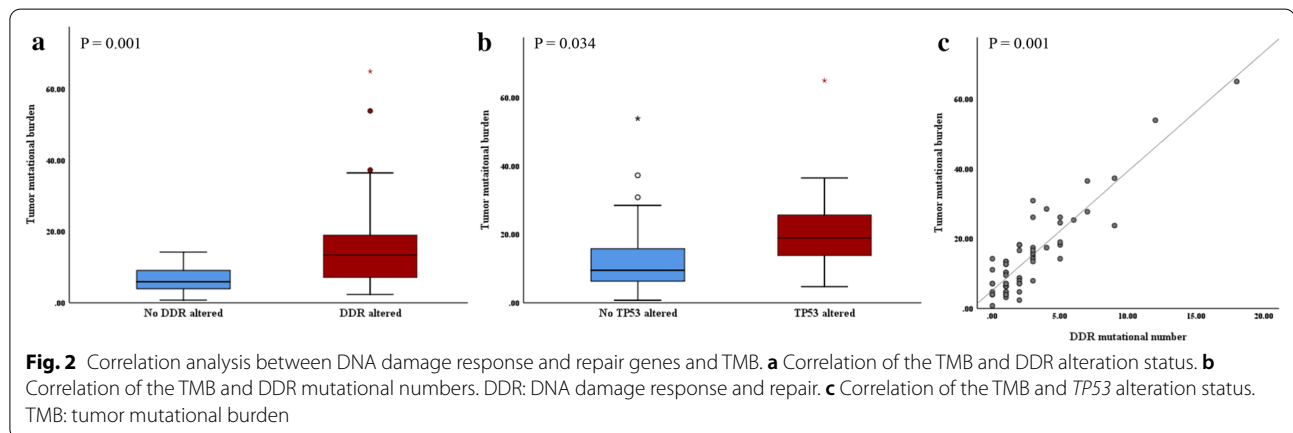 a
P = 0.001
Tumor mutational burden
60.00
40.00
20.00
.00
No DDR altered
DDR altered
b
P = 0.034
Tumor mutaitonal burden
60.00
40.00
20.00
.00
No TP53 altered
TP53 altered
c
P = 0.001
Tumor mutational burden
60.00
40.00
20.00
.00
.00 5.00 10.00 15.00 20.00
DDR mutational number
Fig. 2 Correlation analysis between DNA damage response and repair genes and TMB. a Correlation of the TMB and DDR alteration status. b
Correlation of the TMB and DDR mutational numbers. DDR: DNA damage response and repair. c Correlation of the TMB and TP53 alteration status.
TMB: tumor mutational burden